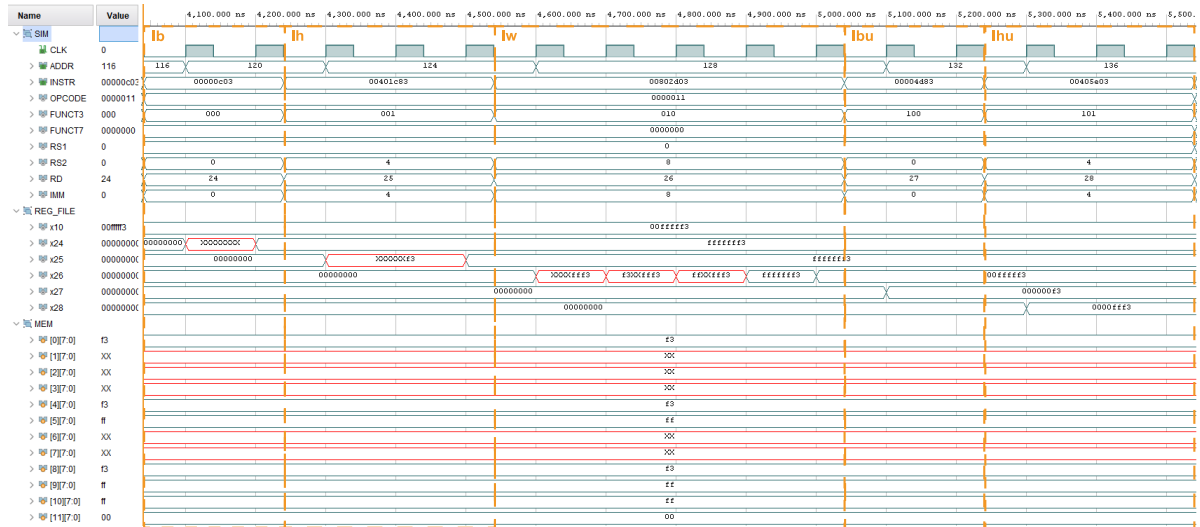 Name Value 4,100.000 ns 4,200.000 ns 4,300.000 ns 4,400.000 ns 4,500.000 ns 4,600.000 ns 4,700.000 ns 4,800.000 ns 4,900.000 ns 5,000.000 ns 5,100.000 ns 5,200.000 ns 5,300.000 ns 5,400.000 ns 5,500.
SIM lb lh lw lbu lhu
CLK 0
ADDR 116 116 120 124 128 132 136
INSTR 00000c03 00000c03 00401c83 00802d03 00004d83 00405e03
OPCODE 0000011 0000011
FUNCT3 000 000 001 010 100 101
FUNCT7 0000000 0000000
RS1 0 0
RS2 0 0 4 8 0 4
RD 24 24 25 26 27 28
IMM 0 0 4 8 0 4
REG_FILE
x10 00fffff3 00fffff3
x24 00000000 00000000 XXXXXXXX fffffff3
x25 00000000 00000000 XXXXXXf3 fffffff3
x26 00000000 00000000 XXXXfff3 f3XXfff3 ffXXfff3 fffffff3 00fffff3
x27 00000000 00000000 000000f3
x28 00000000 00000000 0000fff3
MEM
[0][7:0] f3 f3
[1][7:0] XX XX
[2][7:0] XX XX
[3][7:0] XX XX
[4][7:0] f3 f3
[5][7:0] ff ff
[6][7:0] XX XX
[7][7:0] XX XX
[8][7:0] f3 f3
[9][7:0] ff ff
[10][7:0] ff ff
[11][7:0] 00 00